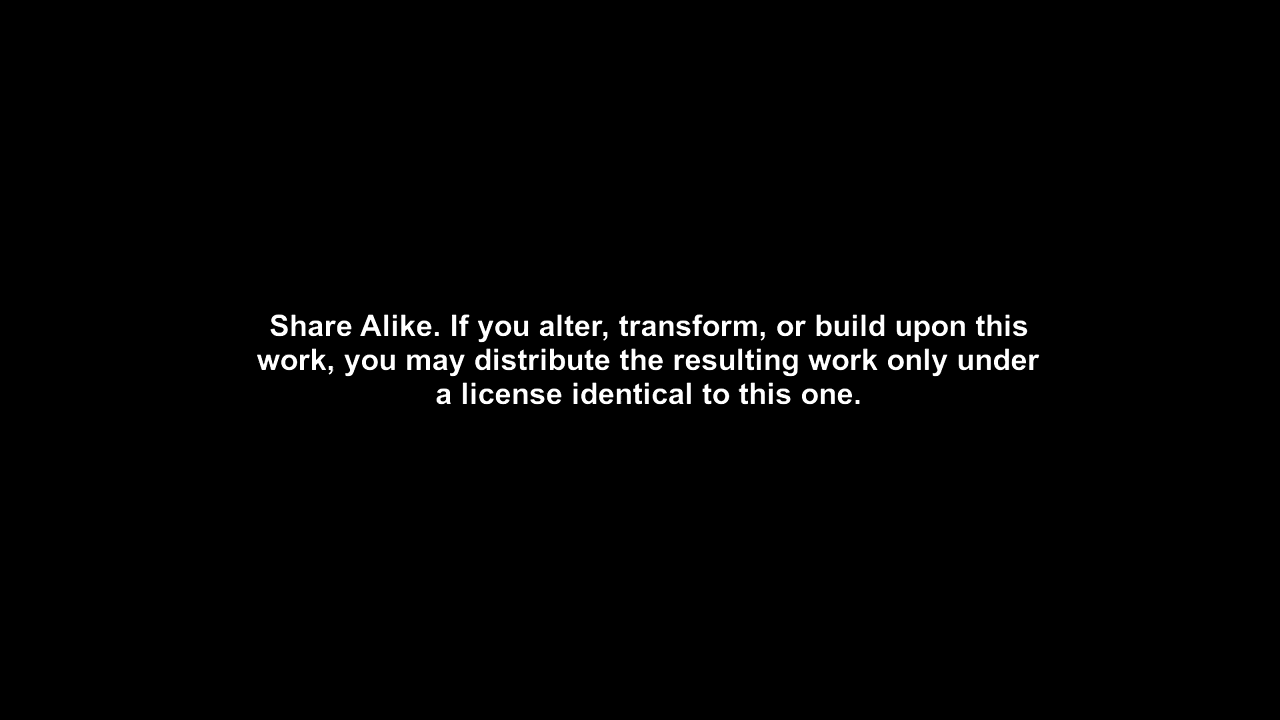 Share Alike. If you alter, transform, or build upon this
work, you may distribute the resulting work only under
a license identical to this one.